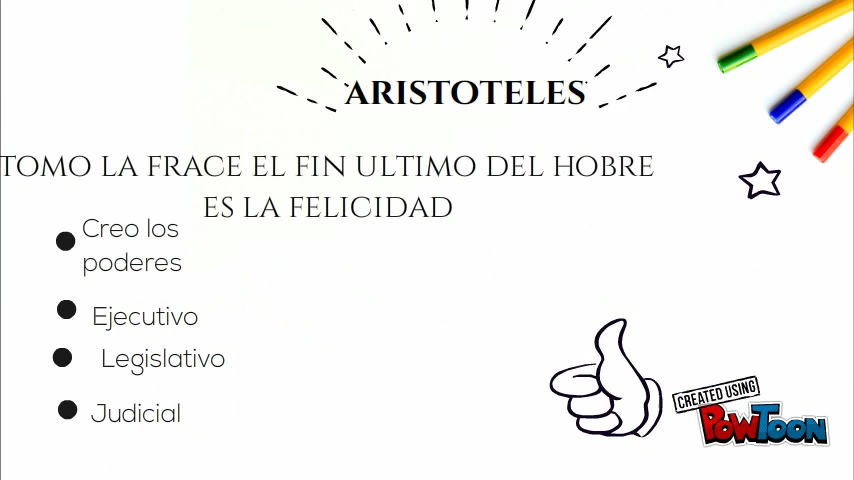 ARISTOTELES
TOMO LA FRACE EL FIN ULTIMO DEL HOBRE
ES LA FELICIDAD
Creo los
poderes
Ejecutivo
Legislativo
Judicial
CREATED USING
POWTOON